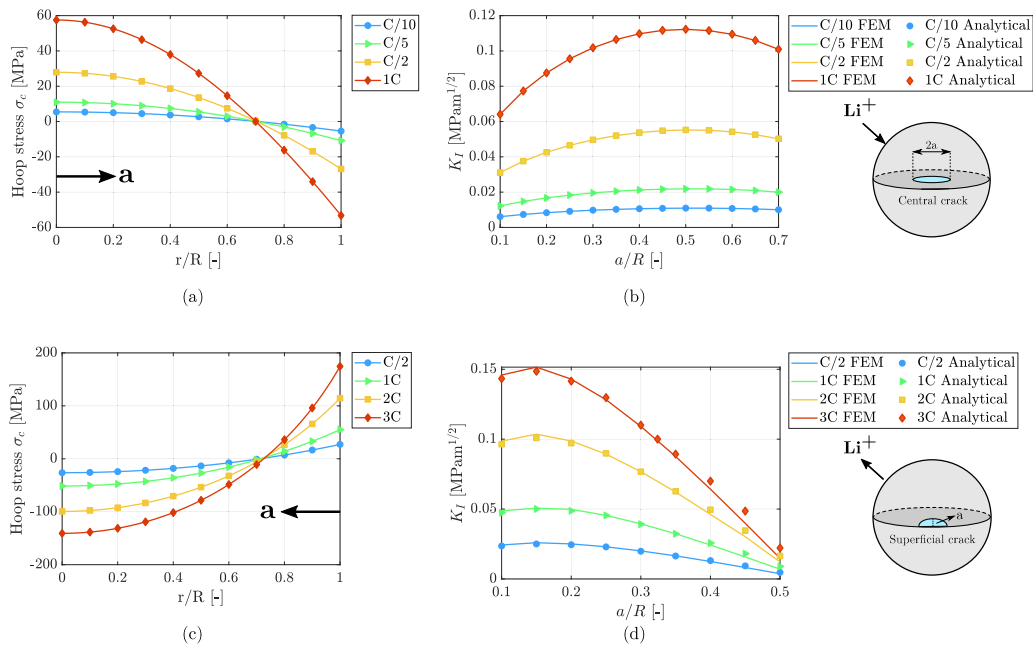 Hoop stress σc [MPa]
60
40
20
0
-20
-40
-60
0
0.2
0.4
0.6
0.8
1
r/R [-]
a
C/10
C/5
C/2
1C
(a)
KI [MPam1/2]
0.12
0.1
0.08
0.06
0.04
0.02
0
0.1
0.2
0.3
0.4
0.5
0.6
0.7
a/R [-]
(b)
C/10 FEM
C/5 FEM
C/2 FEM
1C FEM
C/10 Analytical
C/5 Analytical
C/2 Analytical
1C Analytical
Li+
2a
Central crack
Hoop stress σc [MPa]
200
100
0
-100
-200
0
0.2
0.4
0.6
0.8
1
r/R [-]
a
C/2
1C
2C
3C
(c)
KI [MPam1/2]
0.15
0.1
0.05
0
0.1
0.2
0.3
0.4
0.5
a/R [-]
(d)
C/2 FEM
1C FEM
2C FEM
3C FEM
C/2 Analytical
1C Analytical
2C Analytical
3C Analytical
Li+
a
Superficial crack